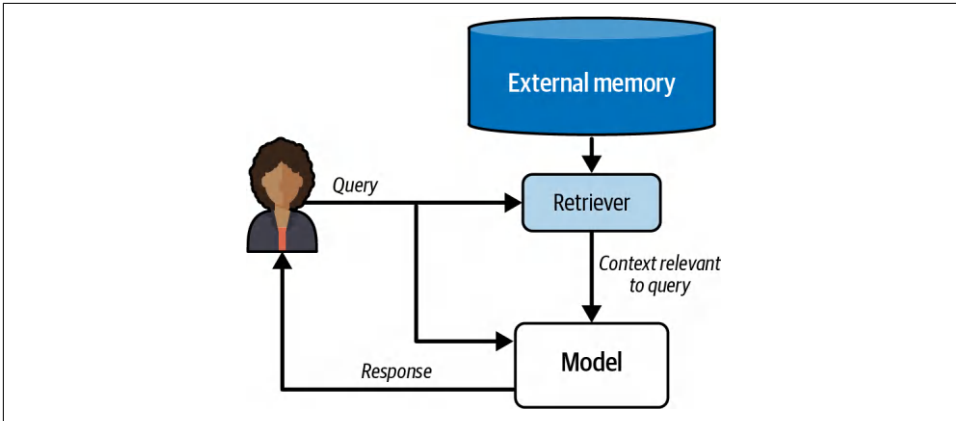 External memory
Query
Retriever
Context relevant
to query
Model
Response